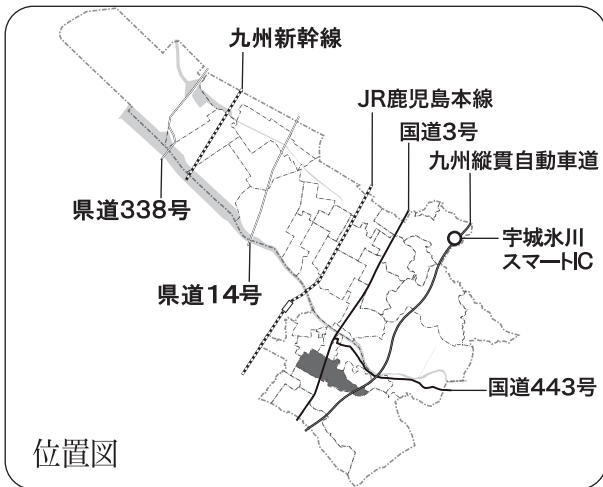 九州新幹線
JR鹿児島本線
国道3号
九州縦貫自動車道
宇城氷川
スマートIC
県道338号
県道14号
国道443号
位置図